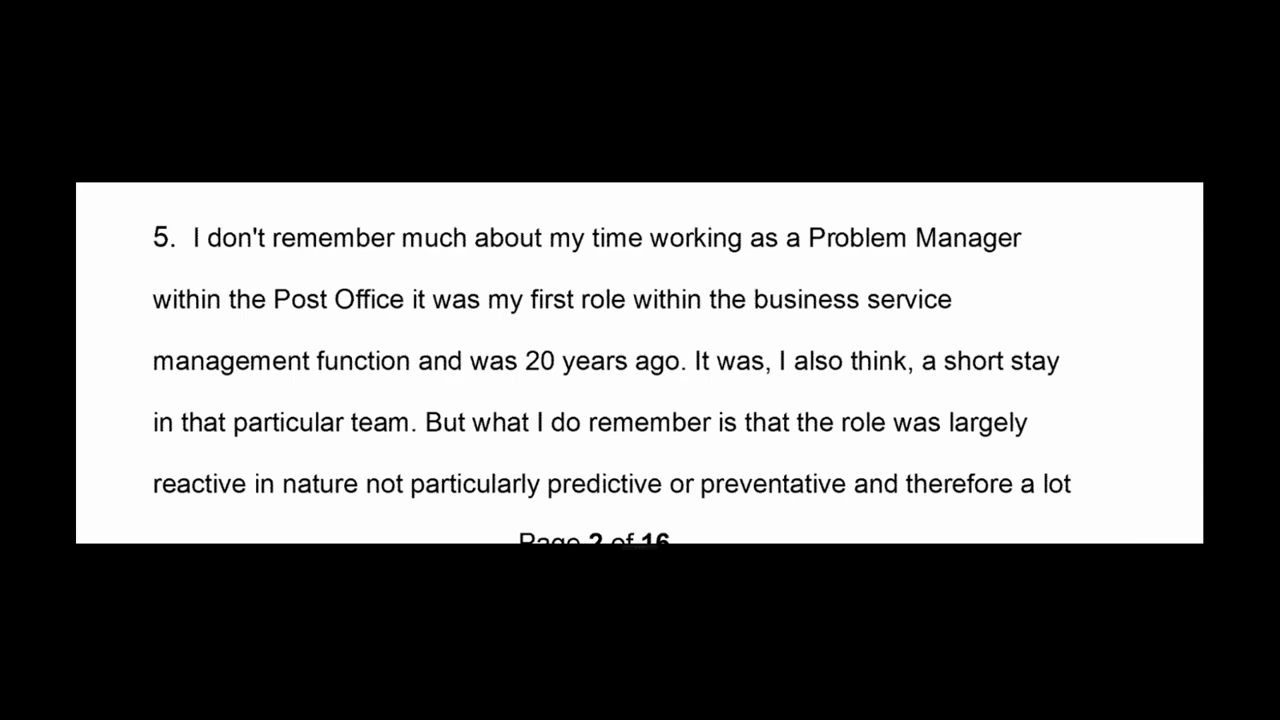 5. I don't remember much about my time working as a Problem Manager
within the Post Office it was my first role within the business service
management function and was 20 years ago. It was, I also think, a short stay
in that particular team. But what I do remember is that the role was largely
reactive in nature not particularly predictive or preventative and therefore a lot
Page 2 of 16